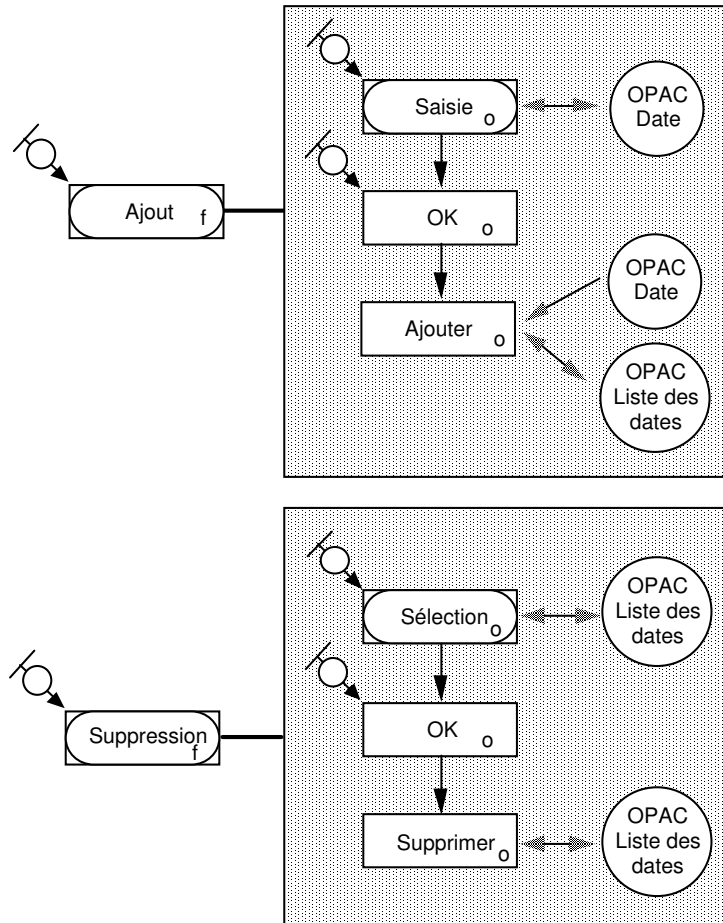 Saisie o
OPAC
Date
Ajout f
OK o
OPAC
Date
Ajouter o
OPAC
Liste des
dates
Sélection o
OPAC
Liste des
dates
Suppression f
OK o
Supprimer o
OPAC
Liste des
dates